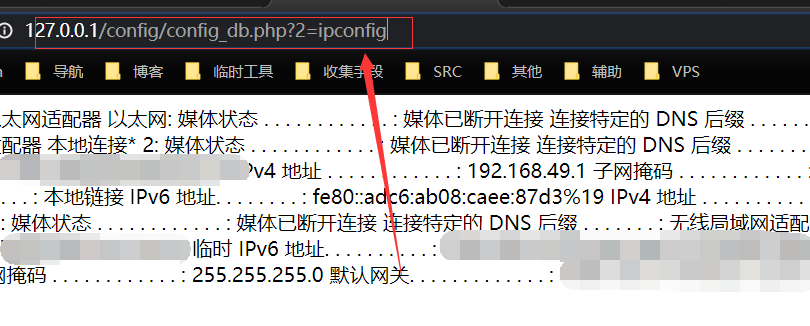 127.0.0.1/config/config_db.php?2=ipconfig
导航 博客 临时工具 收集手段 SRC 其他 辅助 VPS
太网适配器 以太网: 媒体状态 . . . . . . . . . . . . : 媒体已断开连接 连接特定的 DNS 后缀 . . . . . . .
适配器 本地连接* 2: 媒体状态 . . . . . . . . . . . . : 媒体已断开连接 连接特定的 DNS 后缀 . . . . . . .
IPv4 地址 . . . . . . . . . . . . : 192.168.49.1 子网掩码 . . . . . . . . . . . . :
. . . . : 本地链接 IPv6 地址. . . . . . . . : fe80::adc6:ab08:caee:87d3%19 IPv4 地址 . . . . . . . . . . .
: 媒体状态 . . . . . . . . . . . . : 媒体已断开连接 连接特定的 DNS 后缀 . . . . . . . : 无线局域网适配
临时 IPv6 地址. . . . . . . . . . :
网掩码 . . . . . . . . . . . . : 255.255.255.0 默认网关. . . . . . . . . . . . . :